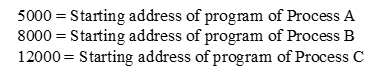 5000 = Starting address of program of Process A
8000 = Starting address of program of Process B
12000 = Starting address of program of Process C